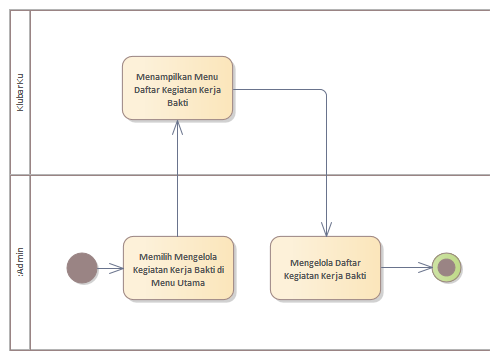 KlubarKu
Menampilkan Menu
Daftar Kegiatan Kerja
Bakti
:Admin
Memilih Mengelola
Kegiatan Kerja Bakti di
Menu Utama
Mengelola Daftar
Kegiatan Kerja Bakti